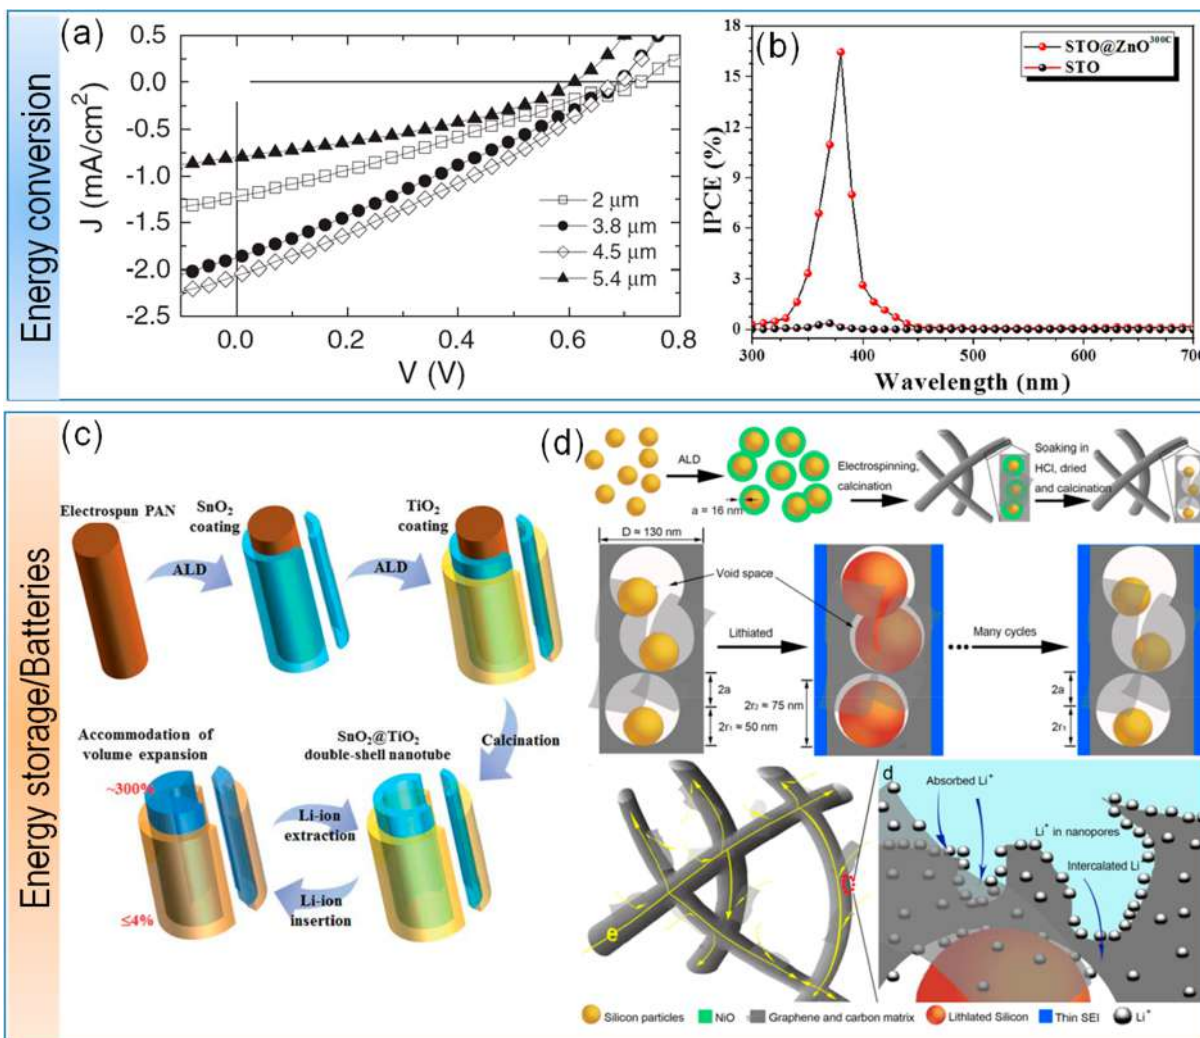 Energy conversion
(a)
J (mA/cm²)
0.5
0.0
-0.5
-1.0
-1.5
-2.0
-2.5
2 μm
3.8 μm
4.5 μm
5.4 μm
0.0 0.2 0.4 0.6 0.8
V (V)
(b)
IPCE (%)
18
15
12
9
6
3
0
STO@ZnO³⁰⁰ᶜ
STO
300 400 500 600 700
Wavelength (nm)
Energy storage/Batteries
(c)
Electrospun PAN
SnO₂
coating
TiO₂
coating
ALD
ALD
Calcination
SnO₂@TiO₂
double-shell nanotube
Accommodation of
volume expansion
~300%
≤4%
Li-ion
extraction
Li-ion
insertion
(d)
ALD
a = 16 nm
Electrospinning,
calcination
Soaking in
HCl, dried
and calcination
D ≈ 130 nm
Void space
Lithiated
2a
2r₁ ≈ 50 nm
2r₂ ≈ 75 nm
Many cycles
2a
2r₁
e
d
Absorbed Li⁺
Li⁺ in nanopores
Intercalated Li
Silicon particles
NiO
Graphene and carbon matrix
Lithlated Silicon
Thin SEI
Li⁺